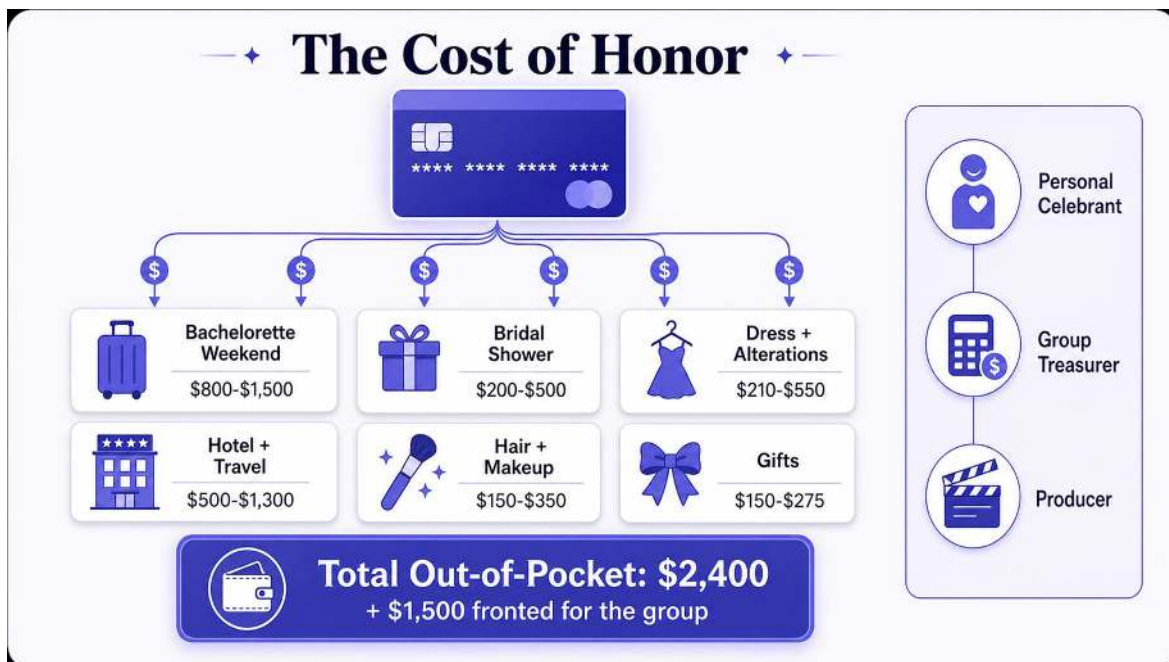 The Cost of Honor
**** **** **** ****
$ $ $ $ $ $
Bachelorette
Weekend
$800-$1,500
Bridal
Shower
$200-$500
Dress +
Alterations
$210-$550
Hotel +
Travel
$500-$1,300
Hair +
Makeup
$150-$350
Gifts
$150-$275
Total Out-of-Pocket: $2,400
+ $1,500 fronted for the group
Personal
Celebrant
$
Group
Treasurer
Producer